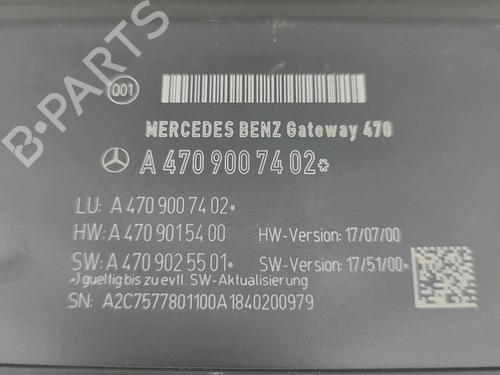 001
MERCEDES BENZ Gateway 470
A 470 900 74 02*
LU: A 470 900 74 02*
HW: A 470 901 54 00 HW-Version: 17/07/00
SW: A 470 902 55 01* SW-Version: 17/51/00*
*) gueltig bis zu evtl. SW-Aktualisierung
SN: A2C7577801100A1840200979
B-PARTS